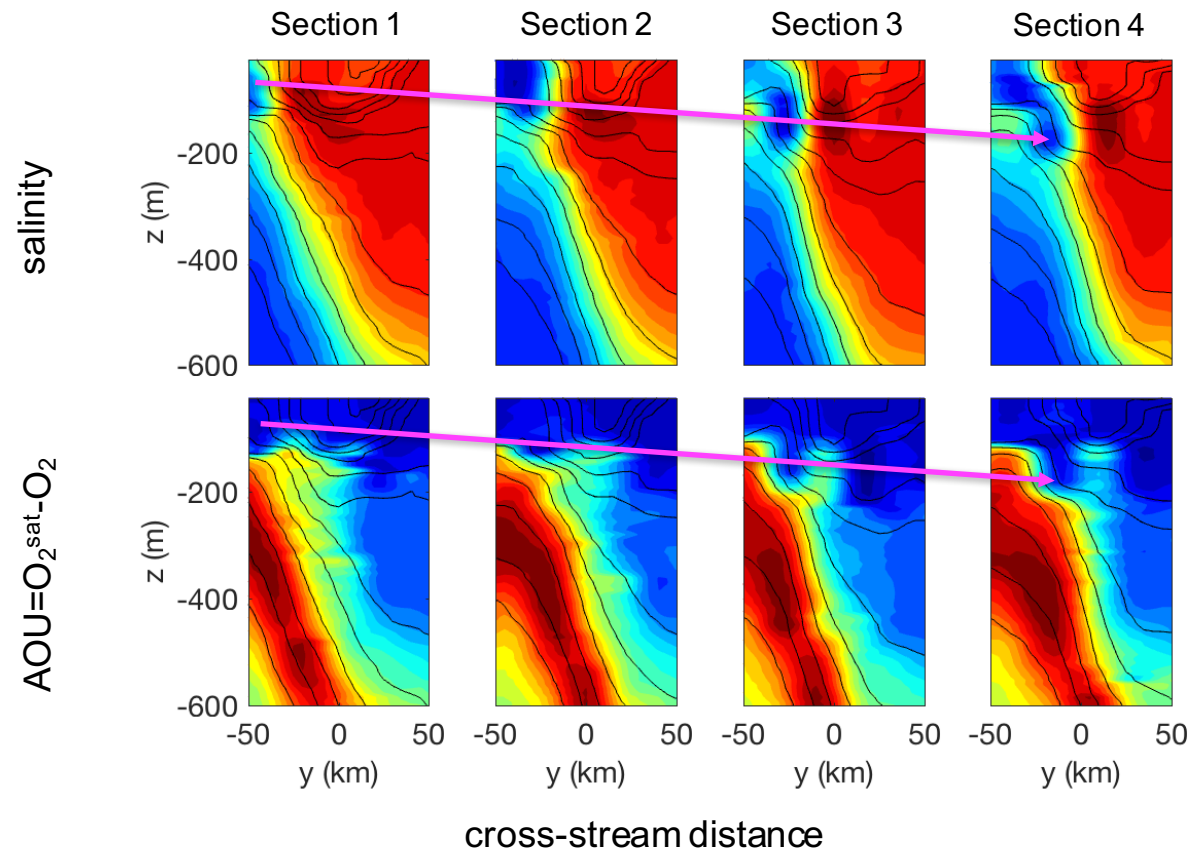 Section 1 Section 2 Section 3 Section 4
salinity
z (m)
-200
-400
-600
AOU=O₂ˢᵃᵗ-O₂
z (m)
-200
-400
-600
-50 0 50 -50 0 50 -50 0 50 -50 0 50
y (km) y (km) y (km) y (km)
cross-stream distance